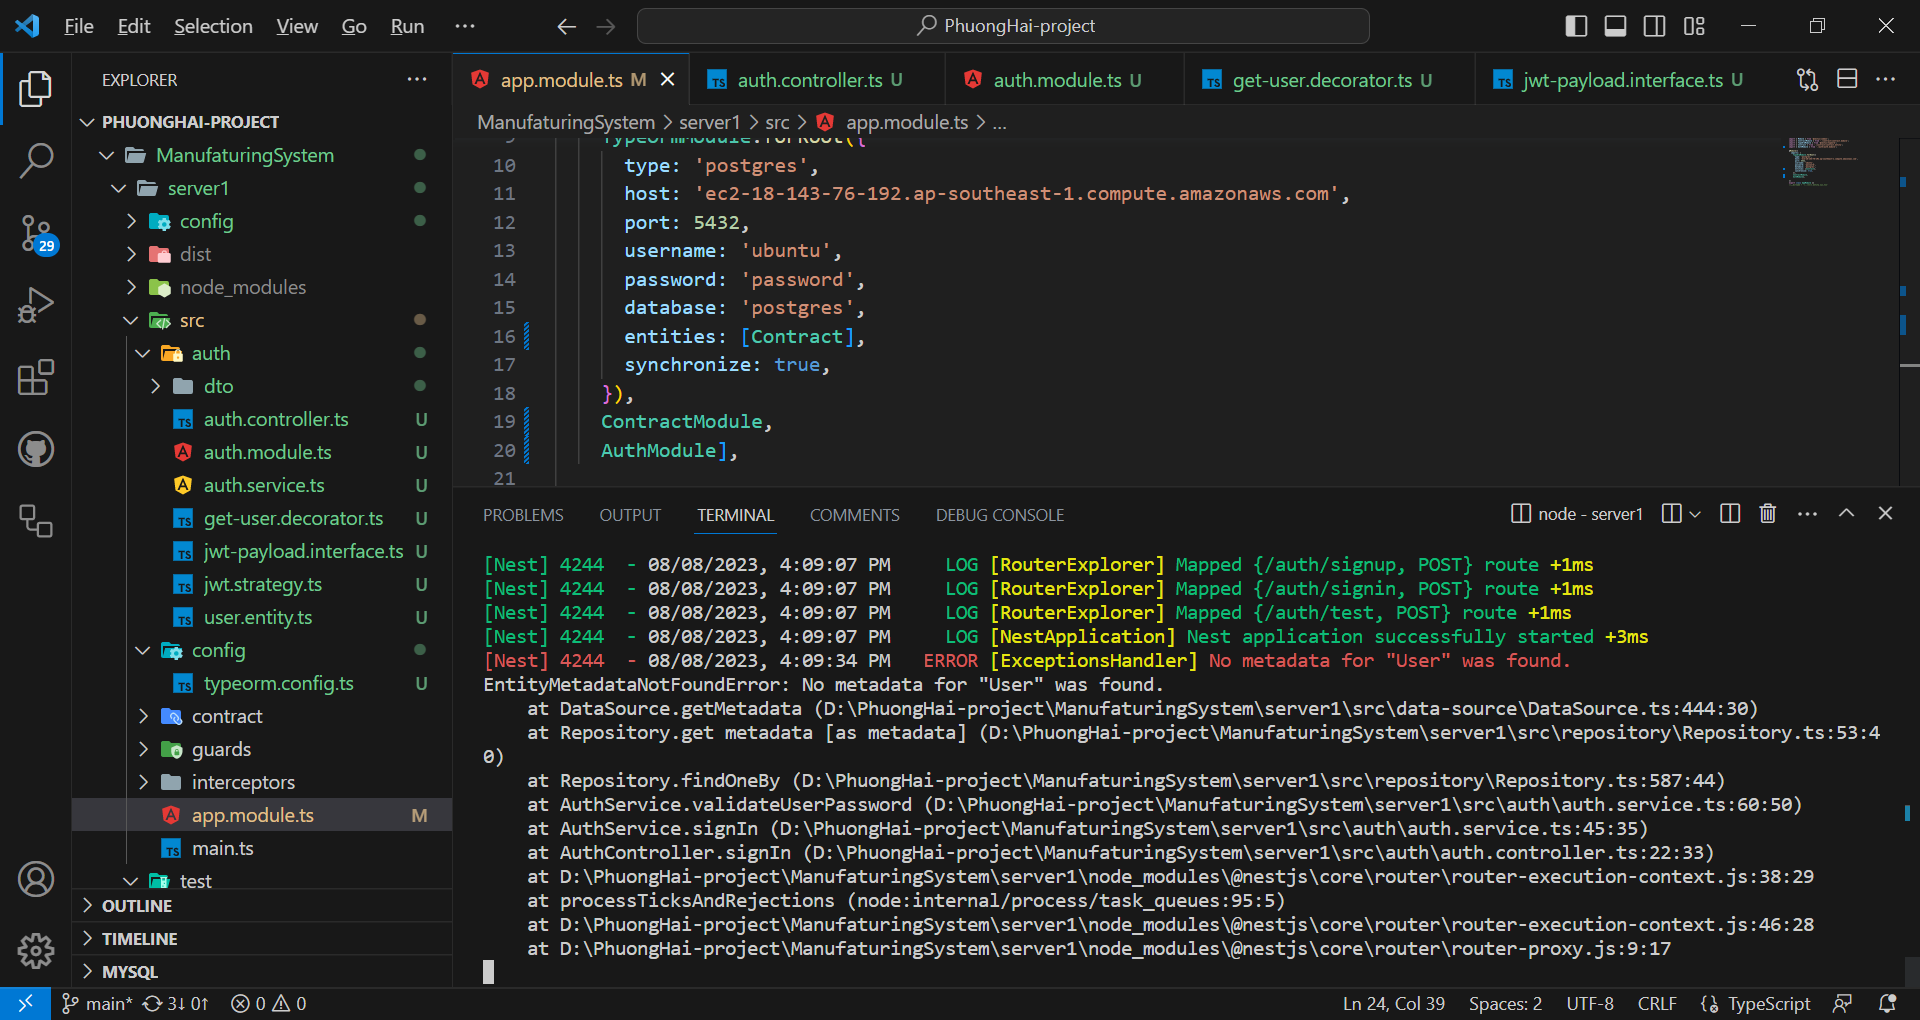 File Edit Selection View Go Run ··· PhuongHai-project
EXPLORER ···
PHUONGHAI-PROJECT
ManufaturingSystem
server1
config
dist
node_modules
src
auth
dto
auth.controller.ts U
auth.module.ts U
auth.service.ts U
get-user.decorator.ts U
jwt-payload.interface.ts U
jwt.strategy.ts U
user.entity.ts U
config
typeorm.config.ts U
contract
guards
interceptors
app.module.ts M
main.ts
test
OUTLINE
TIMELINE
MYSQL
29
app.module.ts M auth.controller.ts U auth.module.ts U get-user.decorator.ts U jwt-payload.interface.ts U
ManufaturingSystem > server1 > src > app.module.ts > ...
9 TypeOrmModule.forRoot({
10 type: 'postgres',
11 host: 'ec2-18-143-76-192.ap-southeast-1.compute.amazonaws.com',
12 port: 5432,
13 username: 'ubuntu',
14 password: 'password',
15 database: 'postgres',
16 entities: [Contract],
17 synchronize: true,
18 }),
19 ContractModule,
20 AuthModule],
21
PROBLEMS OUTPUT TERMINAL COMMENTS DEBUG CONSOLE node - server1
[Nest] 4244 - 08/08/2023, 4:09:07 PM LOG [RouterExplorer] Mapped {/auth/signup, POST} route +1ms
[Nest] 4244 - 08/08/2023, 4:09:07 PM LOG [RouterExplorer] Mapped {/auth/signin, POST} route +1ms
[Nest] 4244 - 08/08/2023, 4:09:07 PM LOG [RouterExplorer] Mapped {/auth/test, POST} route +1ms
[Nest] 4244 - 08/08/2023, 4:09:07 PM LOG [NestApplication] Nest application successfully started +3ms
[Nest] 4244 - 08/08/2023, 4:09:34 PM ERROR [ExceptionsHandler] No metadata for "User" was found.
EntityMetadataNotFoundError: No metadata for "User" was found.
at DataSource.getMetadata (D:\PhuongHai-project\ManufaturingSystem\server1\src\data-source\DataSource.ts:444:30)
at Repository.get metadata [as metadata] (D:\PhuongHai-project\ManufaturingSystem\server1\src\repository\Repository.ts:53:4
0)
at Repository.findOneBy (D:\PhuongHai-project\ManufaturingSystem\server1\src\repository\Repository.ts:587:44)
at AuthService.validateUserPassword (D:\PhuongHai-project\ManufaturingSystem\server1\src\auth\auth.service.ts:60:50)
at AuthService.signIn (D:\PhuongHai-project\ManufaturingSystem\server1\src\auth\auth.service.ts:45:35)
at AuthController.signIn (D:\PhuongHai-project\ManufaturingSystem\server1\src\auth\auth.controller.ts:22:33)
at D:\PhuongHai-project\ManufaturingSystem\server1\node_modules\@nestjs\core\router\router-execution-context.js:38:29
at processTicksAndRejections (node:internal/process/task_queues:95:5)
at D:\PhuongHai-project\ManufaturingSystem\server1\node_modules\@nestjs\core\router\router-execution-context.js:46:28
at D:\PhuongHai-project\ManufaturingSystem\server1\node_modules\@nestjs\core\router\router-proxy.js:9:17
main* 3↓ 0↑ 0 0 Ln 24, Col 39 Spaces: 2 UTF-8 CRLF TypeScript